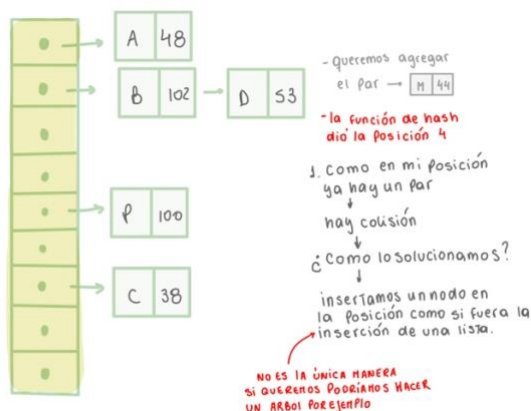 A 48
B 102 D 53
P 100
C 38
- Queremos agregar
el par → M 44
- la función de hash
dió la posición 4
1. Como en mi posición
ya hay un par
hay colisión
¿Como lo solucionamos?
insertamos un nodo en
la posición como si fuera la
inserción de una lista.
NO ES LA ÚNICA MANERA
SI QUEREMOS PODRÍAMOS HACER
UN ARBOL POR EJEMPLO